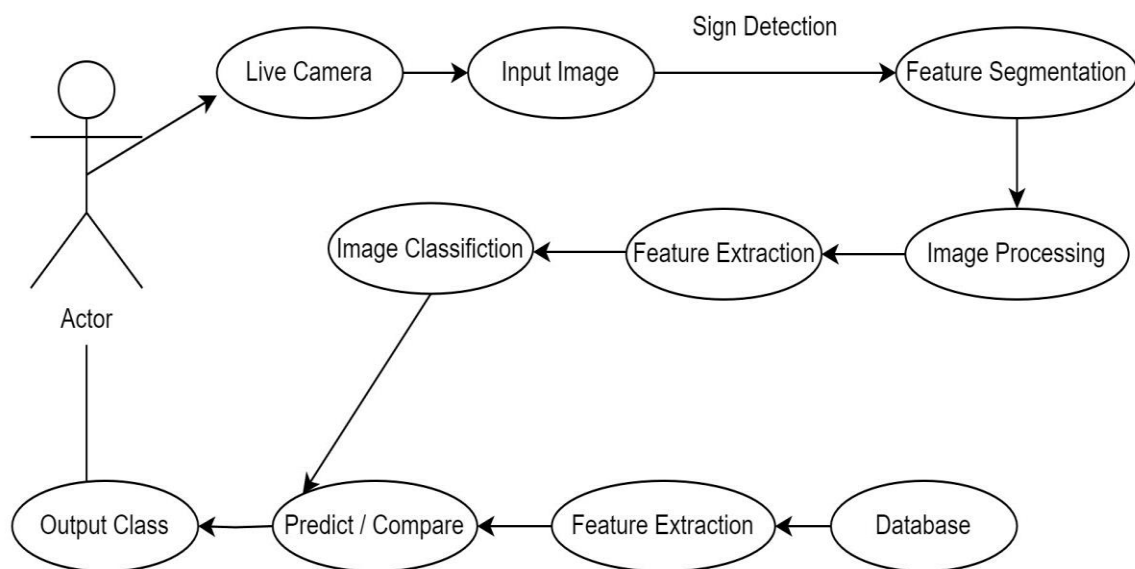 Sign Detection
Live Camera
Input Image
Feature Segmentation
Image Classifiction
Feature Extraction
Image Processing
Actor
Output Class
Predict / Compare
Feature Extraction
Database